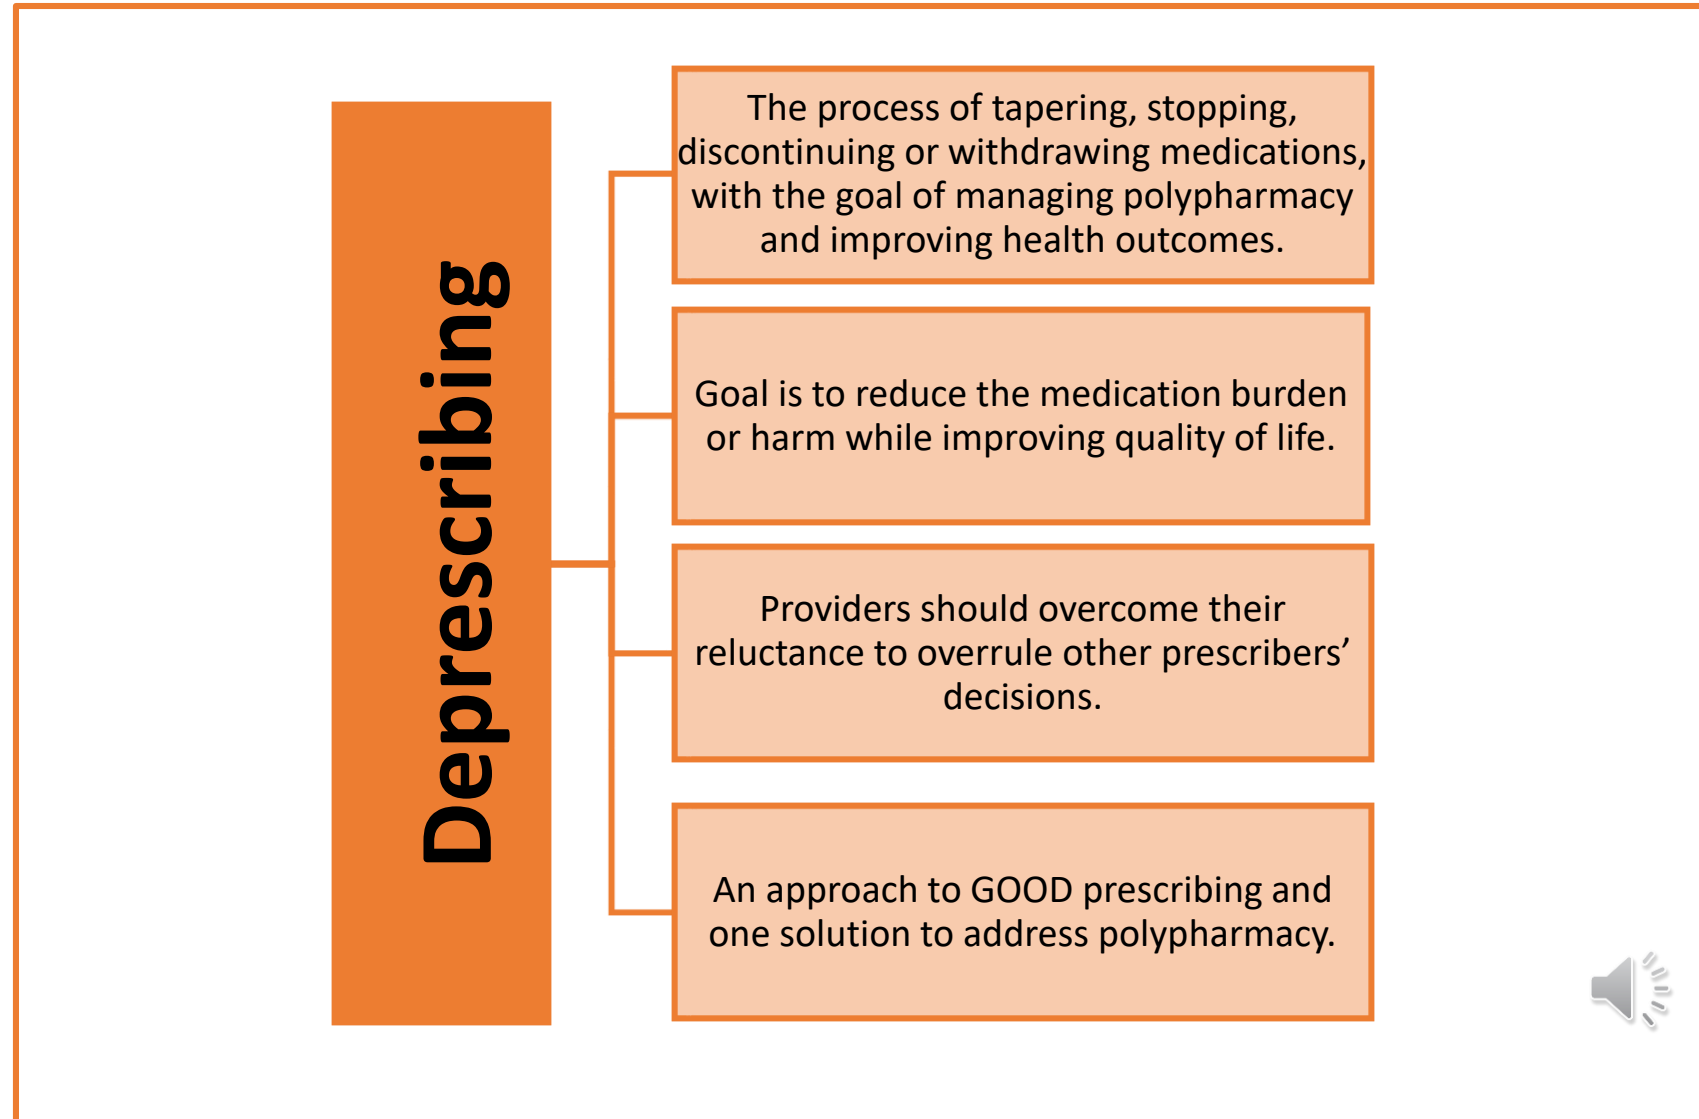 Deprescribing
The process of tapering, stopping,
discontinuing or withdrawing medications,
with the goal of managing polypharmacy
and improving health outcomes.
Goal is to reduce the medication burden
or harm while improving quality of life.
Providers should overcome their
reluctance to overrule other prescribers’
decisions.
An approach to GOOD prescribing and
one solution to address polypharmacy.